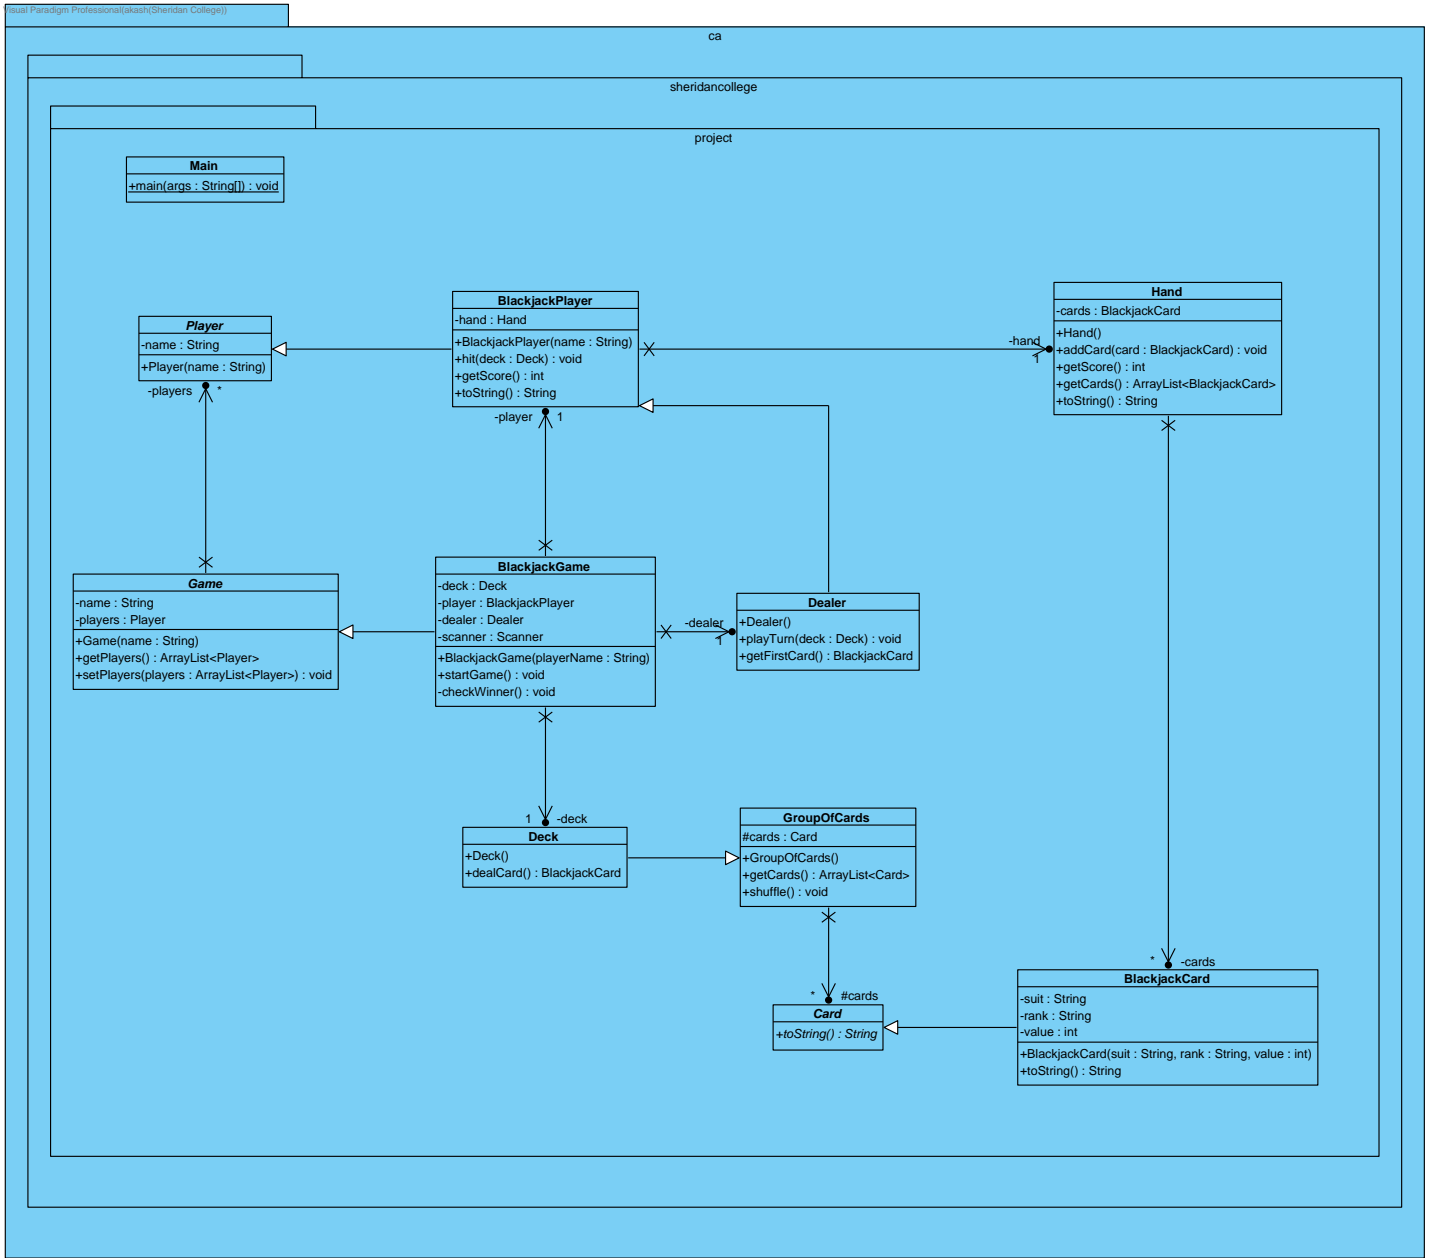 Visual Paradigm Professional(akash(Sheridan College))
ca
sheridancollege
project
Main
+main(args : String[]) : void
BlackjackPlayer
-hand : Hand
+BlackjackPlayer(name : String)
+hit(deck : Deck) : void
+getScore() : int
+toString() : String
Hand
-cards : BlackjackCard
+Hand()
+addCard(card : BlackjackCard) : void
+getScore() : int
+getCards() : ArrayList<BlackjackCard>
+toString() : String
Player
-name : String
+Player(name : String)
-hand
1
-players
*
-player
1
BlackjackGame
-deck : Deck
-player : BlackjackPlayer
-dealer : Dealer
-scanner : Scanner
+BlackjackGame(playerName : String)
+startGame() : void
-checkWinner() : void
Game
-name : String
-players : Player
+Game(name : String)
+getPlayers() : ArrayList<Player>
+setPlayers(players : ArrayList<Player>) : void
-dealer
1
Dealer
+Dealer()
+playTurn(deck : Deck) : void
+getFirstCard() : BlackjackCard
1
-deck
Deck
+Deck()
+dealCard() : BlackjackCard
GroupOfCards
#cards : Card
+GroupOfCards()
+getCards() : ArrayList<Card>
+shuffle() : void
*
-cards
*
#cards
Card
+toString() : String
BlackjackCard
-suit : String
-rank : String
-value : int
+BlackjackCard(suit : String, rank : String, value : int)
+toString() : String